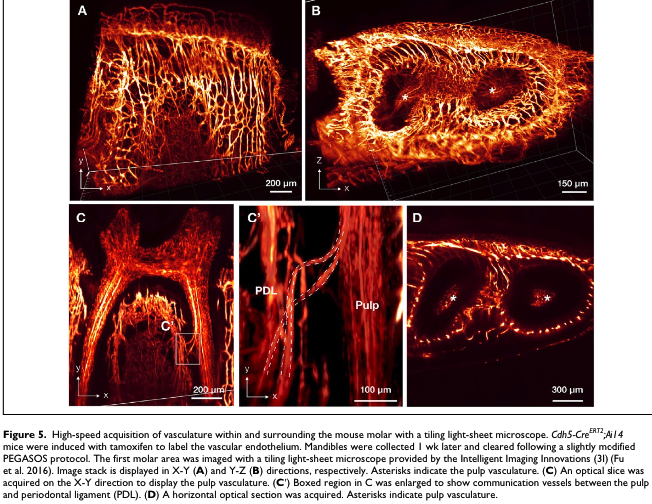 A
B
y
x
200 µm
Z
x
150 µm
C
C'
D
PDL
Pulp
C'
y
x
200 µm
y
x
100 µm
300 µm
*
*
*
*
Figure 5. High-speed acquisition of vasculature within and surrounding the mouse molar with a tiling light-sheet microscope. Cdh5-CreERT2;Ai14
mice were induced with tamoxifen to label the vascular endothelium. Mandibles were collected 1 wk later and cleared following a slightly modified
PEGASOS protocol. The first molar area was imaged with a tiling light-sheet microscope provided by the Intelligent Imaging Innovations (3I) (Fu
et al. 2016). Image stack is displayed in X-Y (A) and Y-Z (B) directions, respectively. Asterisks indicate the pulp vasculature. (C) An optical slice was
acquired on the X-Y direction to display the pulp vasculature. (C') Boxed region in C was enlarged to show communication vessels between the pulp
and periodontal ligament (PDL). (D) A horizontal optical section was acquired. Asterisks indicate pulp vasculature.